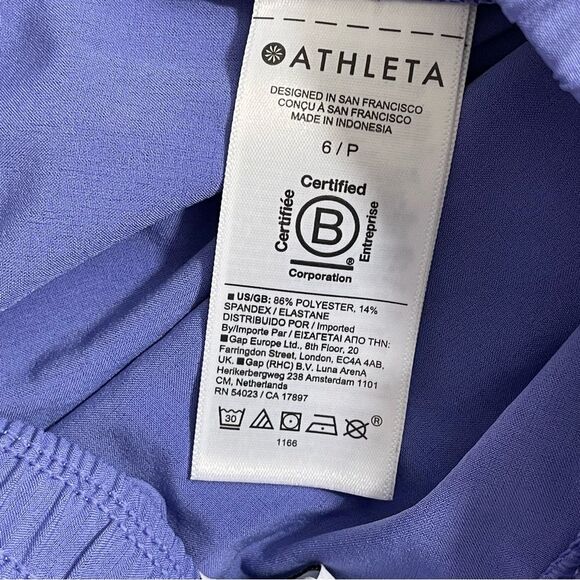 ATHLETA
DESIGNED IN SAN FRANCISCO
CONÇU À SAN FRANCISCO
MADE IN INDONESIA
6 / P
Certified
Certifiée
B
Entreprise
®
Corporation
■ US/GB: 86% POLYESTER, 14%
SPANDEX / ELASTANE
DISTRIBUIDO POR / Imported
By/Importe Par / ΕΙΣΑΓΕΤΑΙ ΑΠΟ ΤΗΝ:
■Gap Europe Ltd., 8th Floor, 20
Farringdon Street, London, EC4A 4AB,
UK. ■Gap (RHC) B.V. Luna ArenA
Herikerbergweg 238 Amsterdam 1101
CM, Netherlands
RN 54023 / CA 17897
30 ®
1166